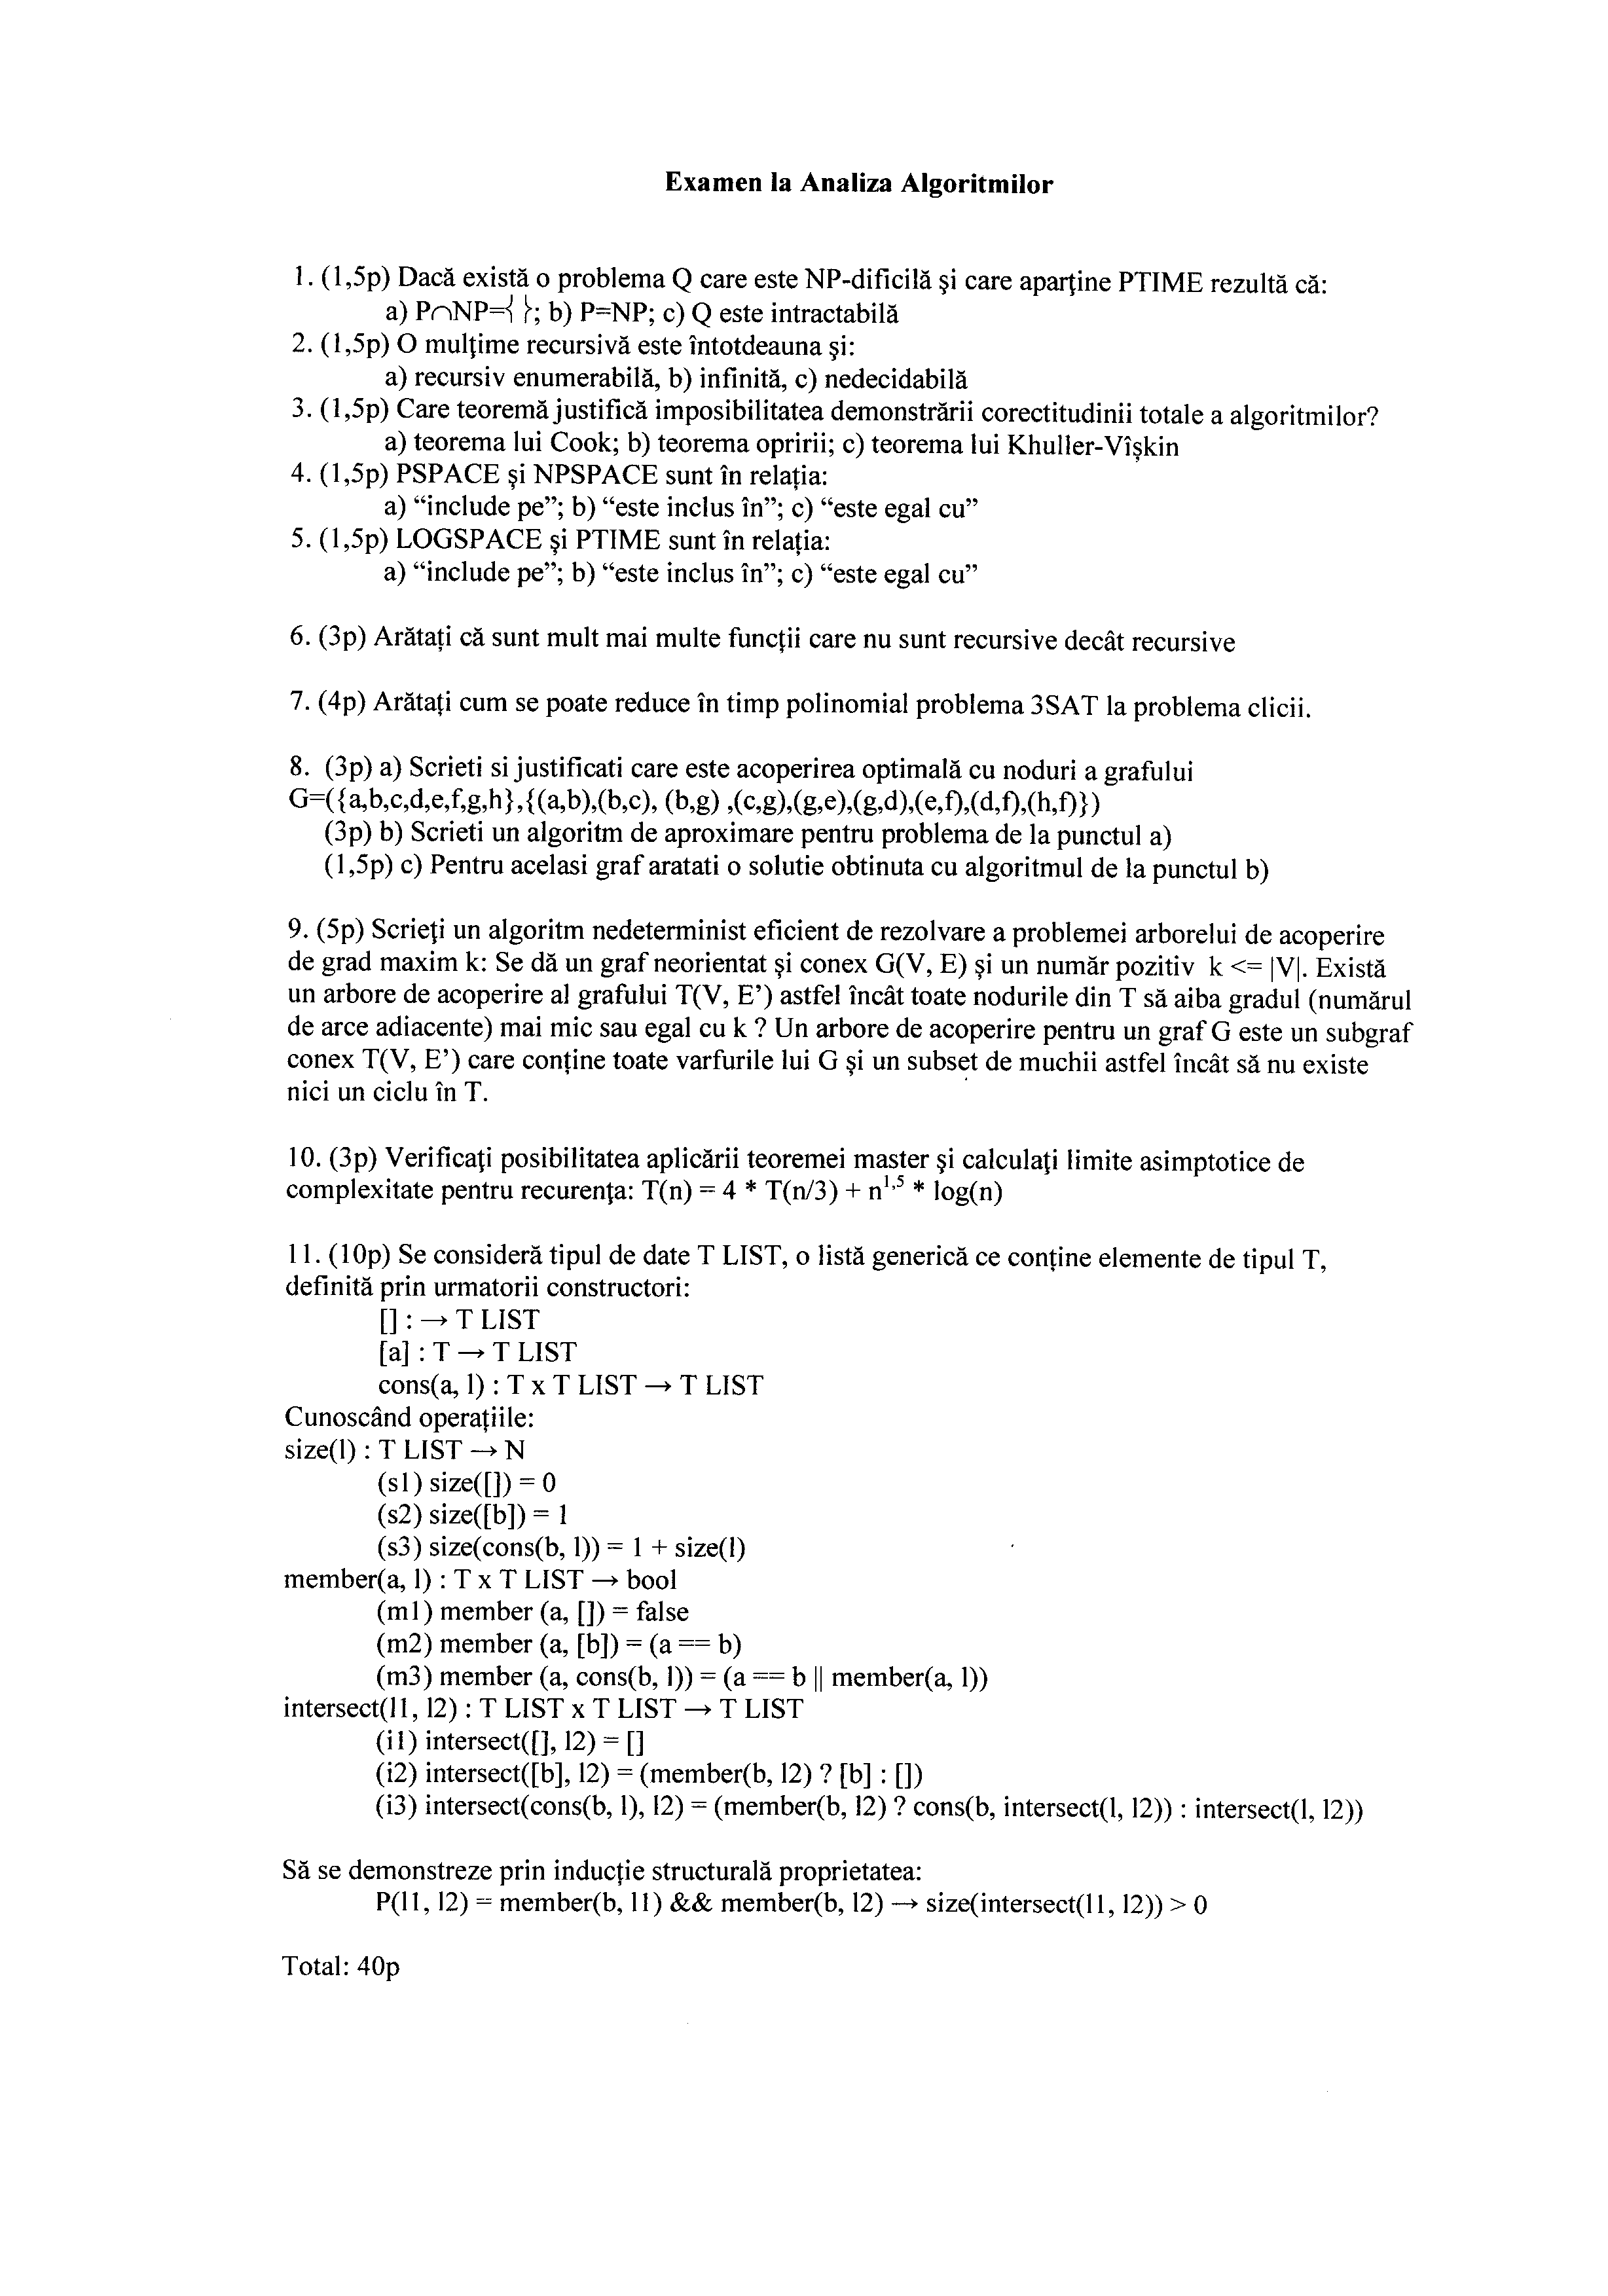 Examen la Analiza Algoritmilor
1. (1,5p) Dacă există o problema Q care este NP-dificilă şi care aparţine PTIME rezultă că:
a) P∩NP={ }; b) P=NP; c) Q este intractabilă
2. (1,5p) O mulţime recursivă este întotdeauna şi:
a) recursiv enumerabilă, b) infinită, c) nedecidabilă
3. (1,5p) Care teoremă justifică imposibilitatea demonstrării corectitudinii totale a algoritmilor?
a) teorema lui Cook; b) teorema opririi; c) teorema lui Khuller-Vîşkin
4. (1,5p) PSPACE şi NPSPACE sunt în relaţia:
a) “include pe”; b) “este inclus în”; c) “este egal cu”
5. (1,5p) LOGSPACE şi PTIME sunt în relaţia:
a) “include pe”; b) “este inclus în”; c) “este egal cu”
6. (3p) Arătaţi că sunt mult mai multe funcţii care nu sunt recursive decât recursive
7. (4p) Arătaţi cum se poate reduce în timp polinomial problema 3SAT la problema clicii.
8. (3p) a) Scrieti si justificati care este acoperirea optimală cu noduri a grafului
G=({a,b,c,d,e,f,g,h},{(a,b),(b,c), (b,g) ,(c,g),(g,e),(g,d),(e,f),(d,f),(h,f)})
(3p) b) Scrieti un algoritm de aproximare pentru problema de la punctul a)
(1,5p) c) Pentru acelasi graf aratati o solutie obtinuta cu algoritmul de la punctul b)
9. (5p) Scrieţi un algoritm nedeterminist eficient de rezolvare a problemei arborelui de acoperire
de grad maxim k: Se dă un graf neorientat şi conex G(V, E) şi un număr pozitiv k <= |V|. Există
un arbore de acoperire al grafului T(V, E’) astfel încât toate nodurile din T să aiba gradul (numărul
de arce adiacente) mai mic sau egal cu k ? Un arbore de acoperire pentru un graf G este un subgraf
conex T(V, E’) care conţine toate varfurile lui G şi un subset de muchii astfel încât să nu existe
nici un ciclu în T.
10. (3p) Verificaţi posibilitatea aplicării teoremei master şi calculaţi limite asimptotice de
complexitate pentru recurenţa: T(n) = 4 * T(n/3) + n^1,5 * log(n)
11. (10p) Se consideră tipul de date T LIST, o listă generică ce conţine elemente de tipul T,
definită prin urmatorii constructori:
[] : → T LIST
[a] : T → T LIST
cons(a, l) : T x T LIST → T LIST
Cunoscând operaţiile:
size(l) : T LIST → N
(s1) size([]) = 0
(s2) size([b]) = 1
(s3) size(cons(b, l)) = 1 + size(l)
member(a, l) : T x T LIST → bool
(m1) member (a, []) = false
(m2) member (a, [b]) = (a == b)
(m3) member (a, cons(b, l)) = (a == b || member(a, l))
intersect(l1, l2) : T LIST x T LIST → T LIST
(i1) intersect([], l2) = []
(i2) intersect([b], l2) = (member(b, l2) ? [b] : [])
(i3) intersect(cons(b, l), l2) = (member(b, l2) ? cons(b, intersect(l, l2)) : intersect(l, l2))
Să se demonstreze prin inducţie structurală proprietatea:
P(l1, l2) = member(b, l1) && member(b, l2) → size(intersect(l1, l2)) > 0
Total: 40p